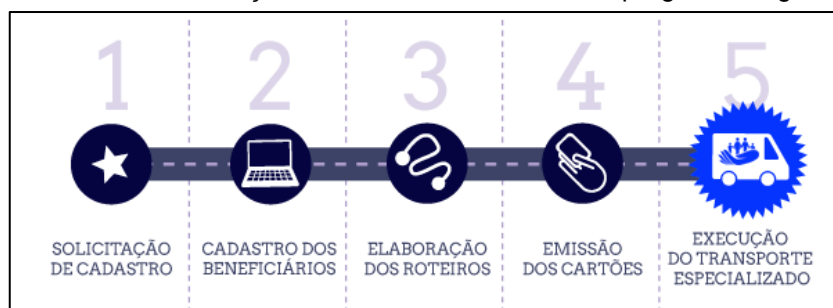 1 2 3 4 5
SOLICITAÇÃO
DE CADASTRO
CADASTRO DOS
BENEFICIÁRIOS
ELABORAÇÃO
DOS ROTEIROS
EMISSÃO
DOS CARTÕES
EXECUÇÃO
DO TRANSPORTE
ESPECIALIZADO